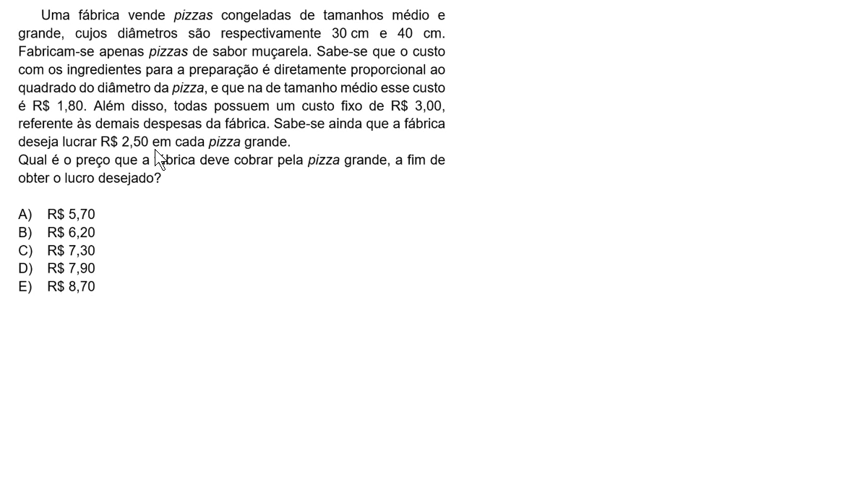 Uma fábrica vende pizzas congeladas de tamanhos médio e
grande, cujos diâmetros são respectivamente 30 cm e 40 cm.
Fabricam-se apenas pizzas de sabor muçarela. Sabe-se que o custo
com os ingredientes para a preparação é diretamente proporcional ao
quadrado do diâmetro da pizza, e que na de tamanho médio esse custo
é R$ 1,80. Além disso, todas possuem um custo fixo de R$ 3,00,
referente às demais despesas da fábrica. Sabe-se ainda que a fábrica
deseja lucrar R$ 2,50 em cada pizza grande.
Qual é o preço que a fábrica deve cobrar pela pizza grande, a fim de
obter o lucro desejado?
A) R$ 5,70
B) R$ 6,20
C) R$ 7,30
D) R$ 7,90
E) R$ 8,70